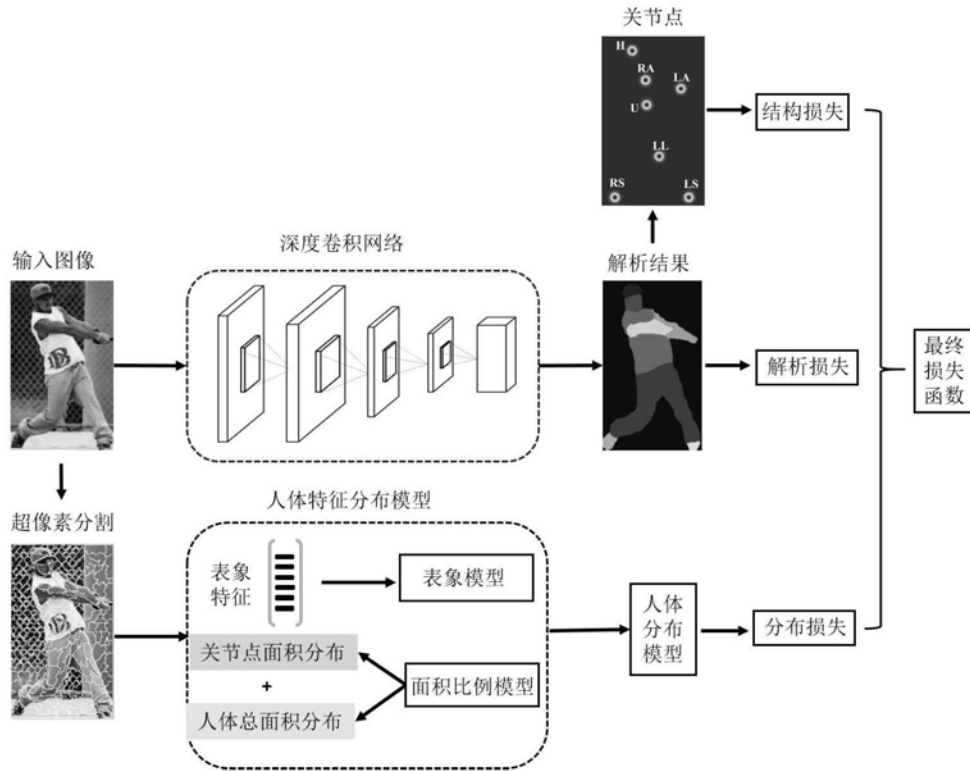 关节点
H
RA
LA
U
LL
RS
LS
结构损失
深度卷积网络
输入图像
解析结果
解析损失
最终
损失
函数
超像素分割
人体特征分布模型
表象
特征
表象模型
关节点面积分布
+
人体总面积分布
面积比例模型
人体
分布
模型
分布损失